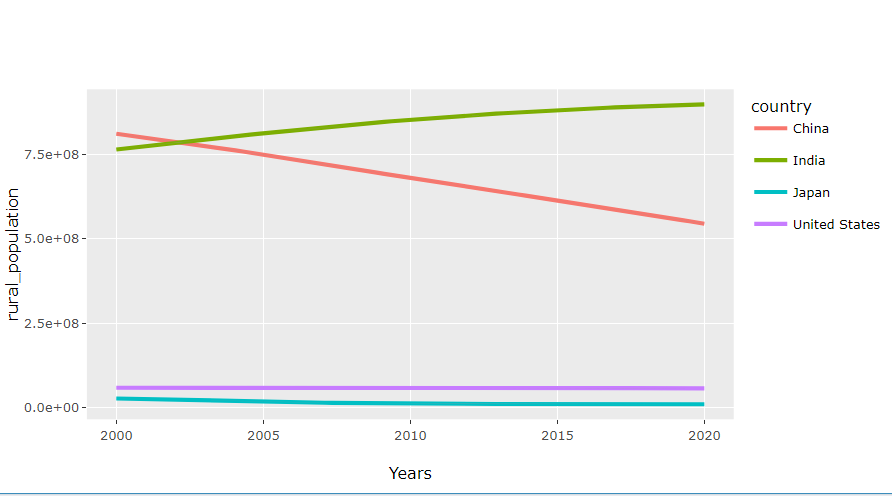 country
China
India
Japan
United States
rural_population
7.5e+08
5.0e+08
2.5e+08
0.0e+00
2000 2005 2010 2015 2020
Years